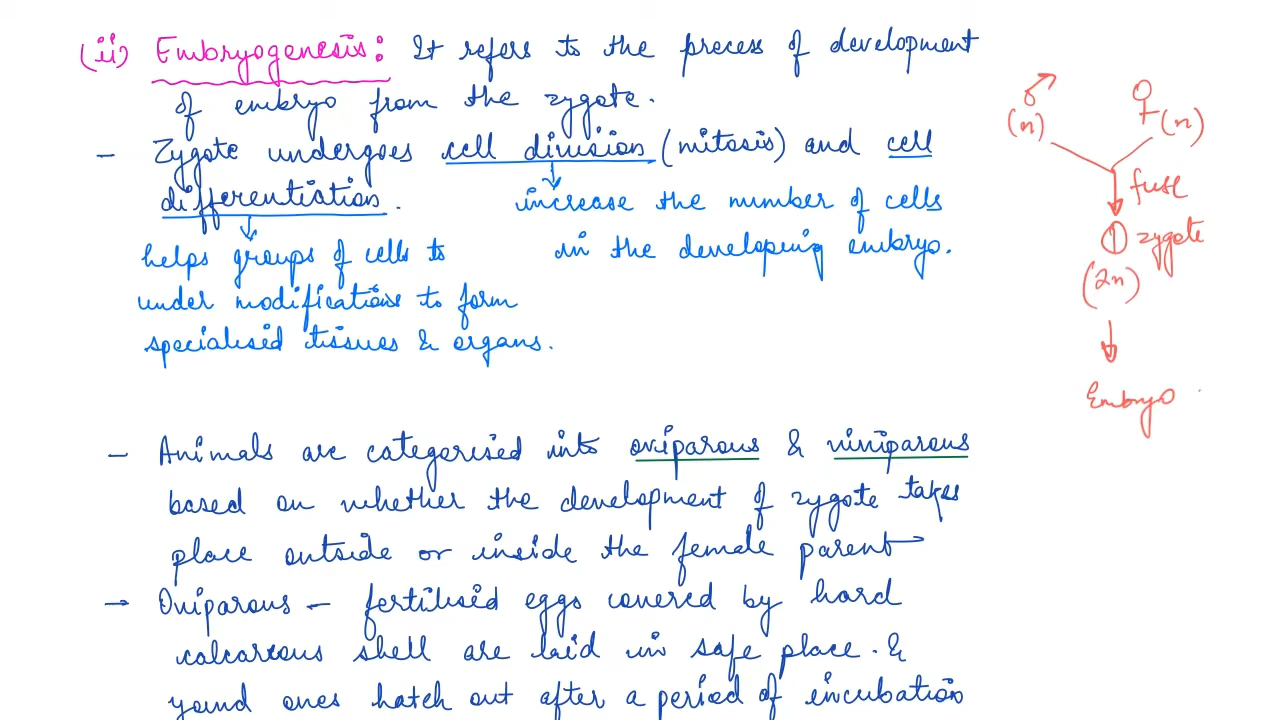 (ii) Embryogenesis: It refers to the process of development
of embryo from the zygote.
- Zygote undergoes cell division (mitosis) and cell
differentiation.
increase the number of cells
in the developing embryo.
helps groups of cells to
under modifications to form
specialised tissues & organs.
♂ (n) ♀ (n)
fuse
zygote
(2n)
Embryo
- Animals are categorised into oviparous & viviparous
based on whether the development of zygote takes
place outside or inside the female parent
→ Oviparous - fertilised eggs covered by hard
calcareous shell are laid in safe place. &
yound ones hatch out after a period of incubation